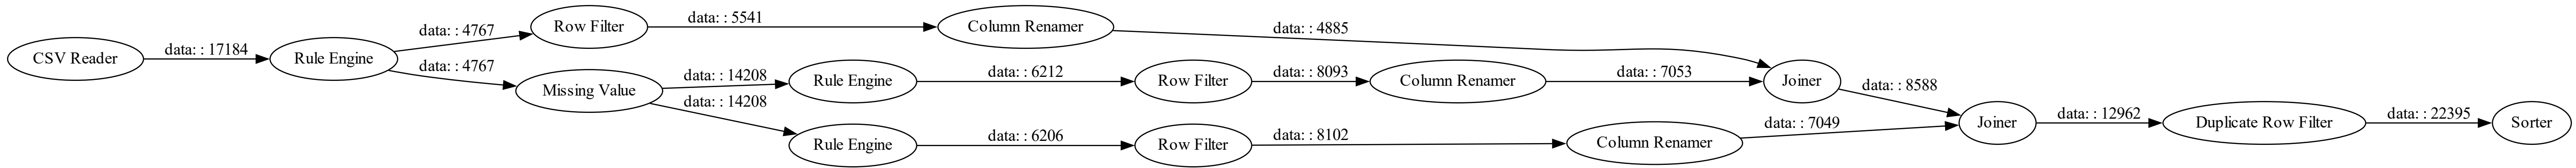 CSV Reader
data: : 17184
Rule Engine
data: : 4767
Row Filter
data: : 5541
Column Renamer
data: : 4885
data: : 4767
Missing Value
data: : 14208
Rule Engine
data: : 6212
Row Filter
data: : 8093
Column Renamer
data: : 7053
Joiner
data: : 14208
Rule Engine
data: : 6206
Row Filter
data: : 8102
Column Renamer
data: : 7049
data: : 8588
Joiner
data: : 12962
Duplicate Row Filter
data: : 22395
Sorter